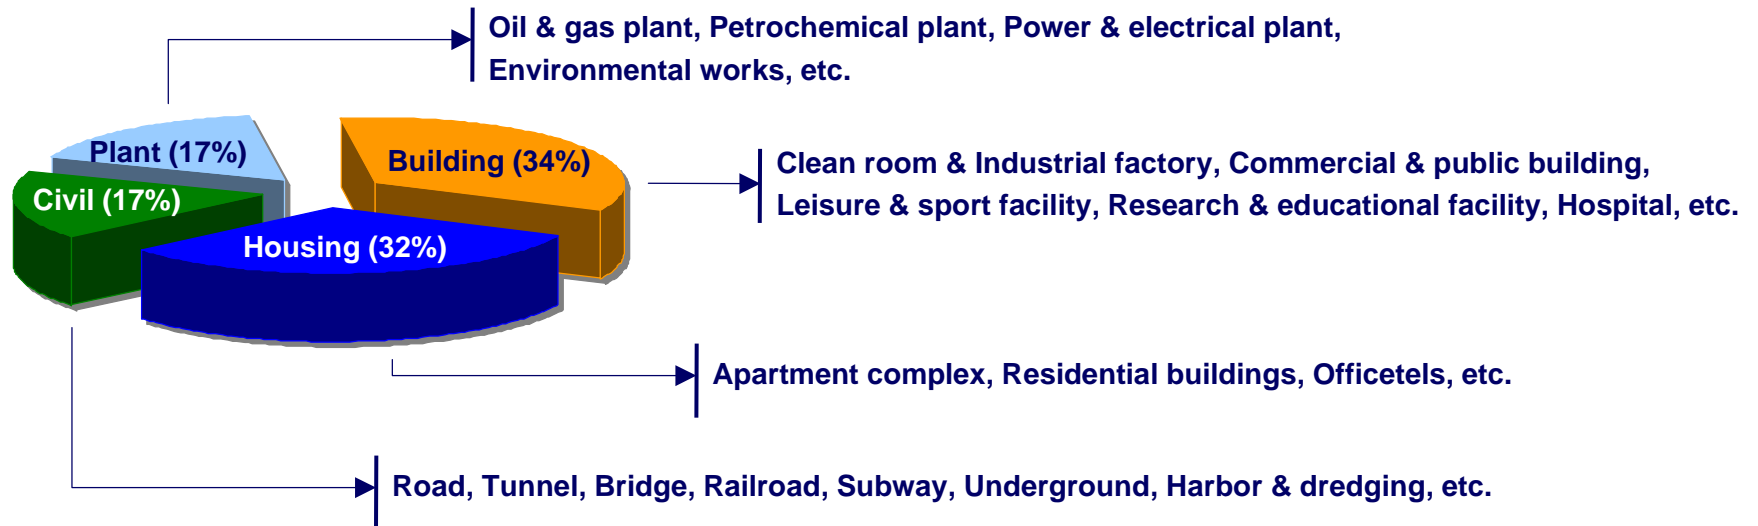 Oil & gas plant, Petrochemical plant, Power & electrical plant,
Environmental works, etc.
Plant (17%)
Building (34%)
Clean room & Industrial factory, Commercial & public building,
Leisure & sport facility, Research & educational facility, Hospital, etc.
Civil (17%)
Housing (32%)
Apartment complex, Residential buildings, Officetels, etc.
Road, Tunnel, Bridge, Railroad, Subway, Underground, Harbor & dredging, etc.